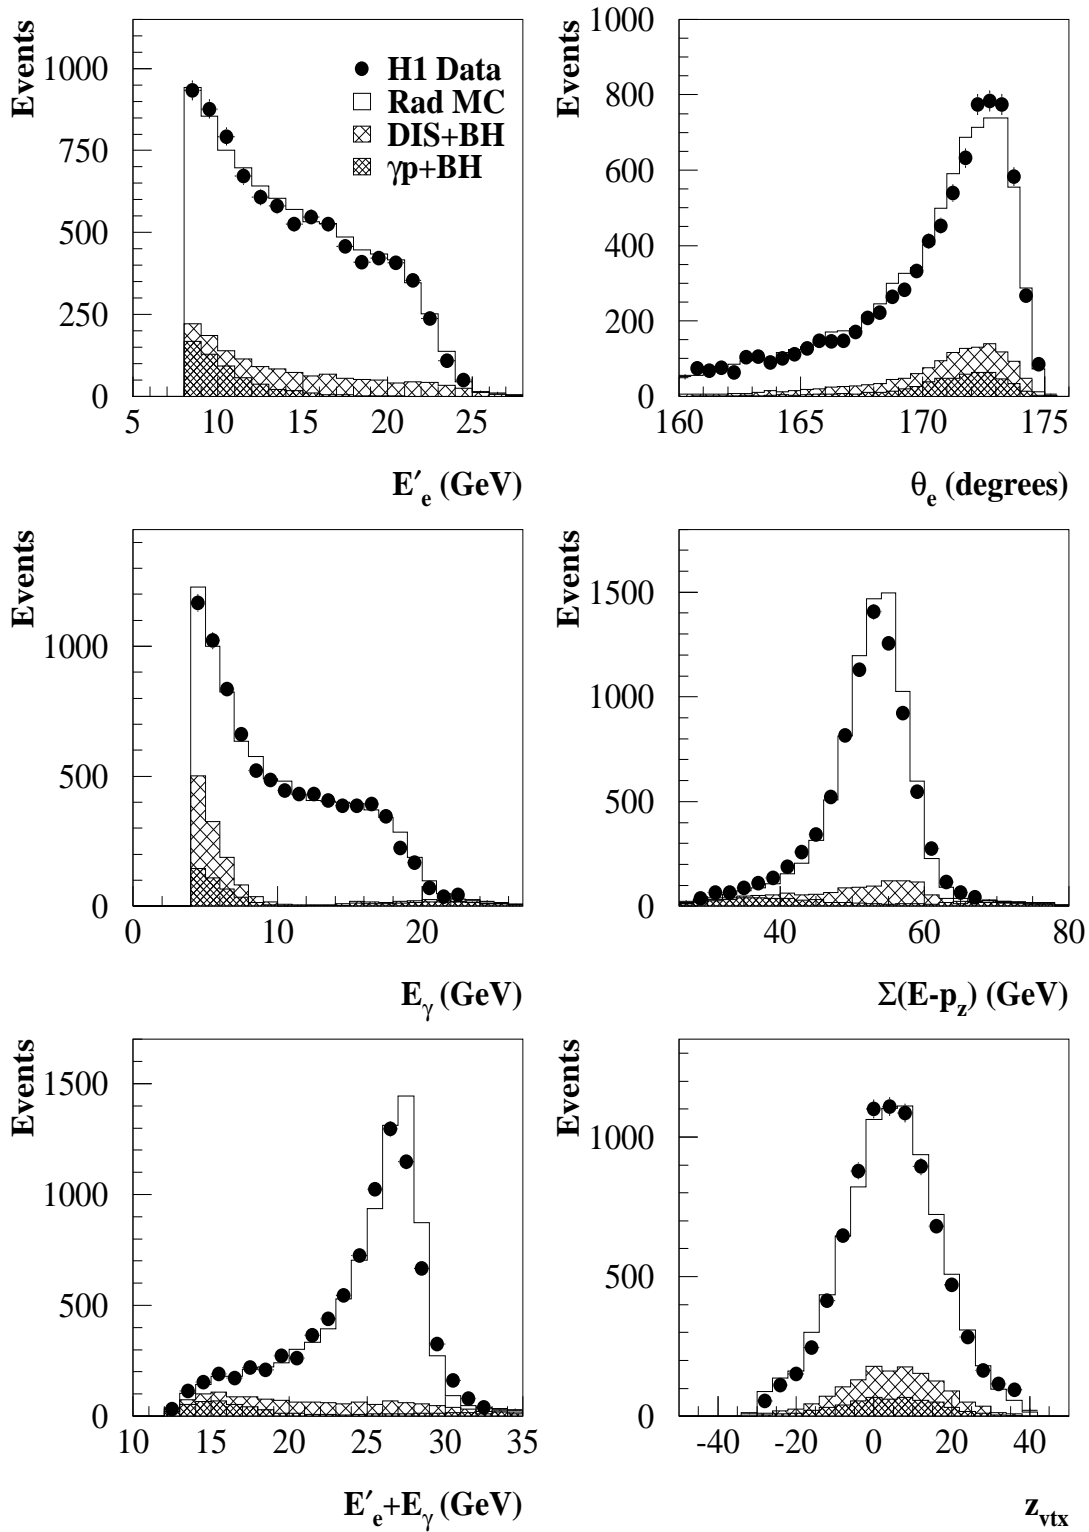 Events
1000
750
500
250
0
5 10 15 20 25
E′e (GeV)
H1 Data
Rad MC
DIS+BH
γp+BH
Events
1000
800
600
400
200
0
160 165 170 175
θe (degrees)
Events
1000
500
0
0 10 20
Eγ (GeV)
Events
1500
1000
500
0
40 60 80
Σ(E-pz) (GeV)
Events
1500
1000
500
0
10 15 20 25 30 35
E′e+Eγ (GeV)
Events
1000
500
0
-40 -20 0 20 40
zvtx